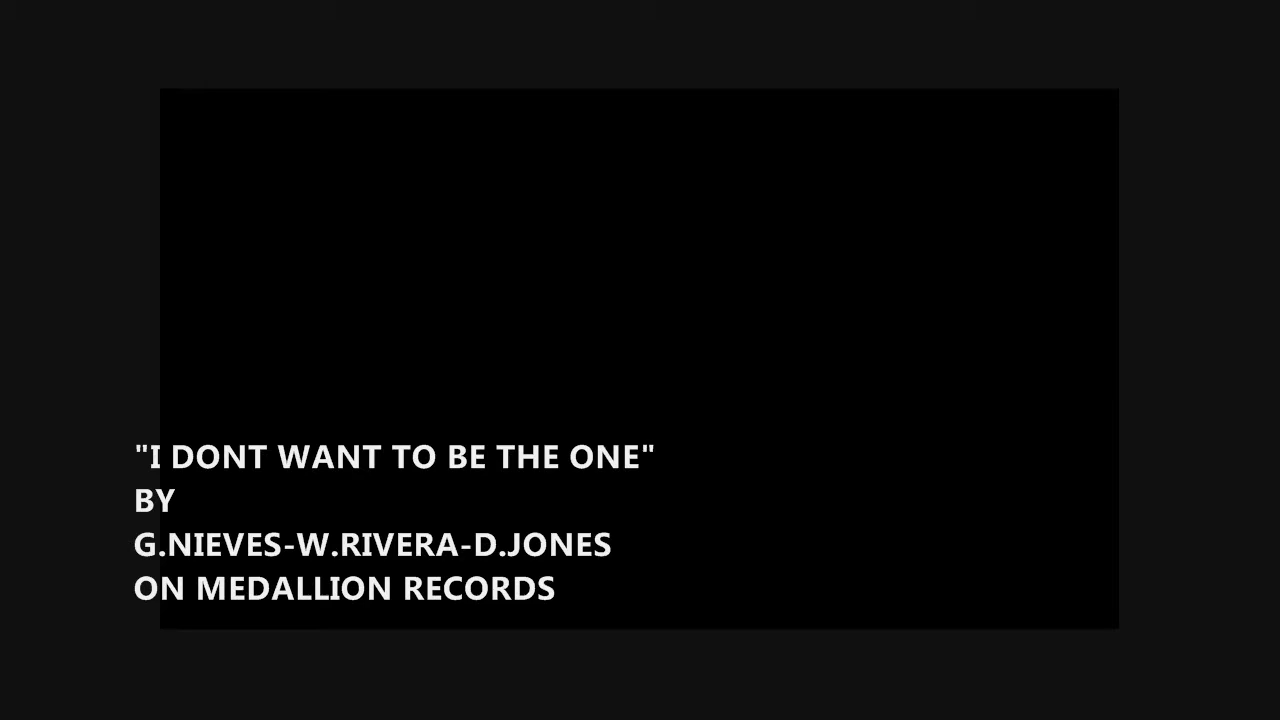 "I DONT WANT TO BE THE ONE"
BY
G.NIEVES-W.RIVERA-D.JONES
ON MEDALLION RECORDS